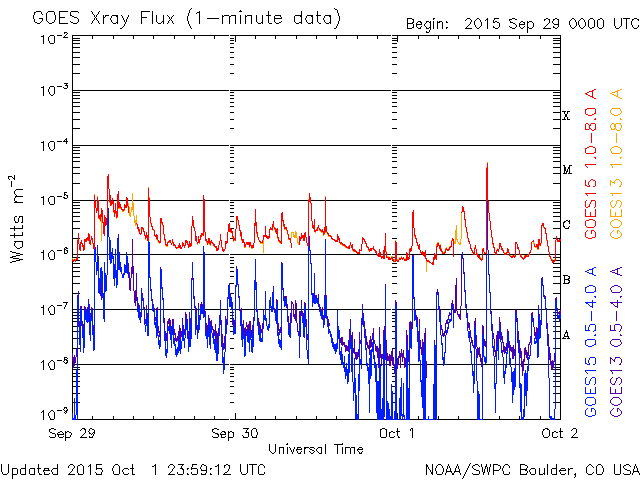 GOES Xray Flux (1-minute data)
Begin: 2015 Sep 29 0000 UTC
Watts m-2
10-2
10-3
10-4
10-5
10-6
10-7
10-8
10-9
X
M
C
B
A
GOES15 1.0-8.0 A
GOES13 1.0-8.0 A
GOES15 0.5-4.0 A
GOES13 0.5-4.0 A
Sep 29
Sep 30
Oct 1
Oct 2
Universal Time
Updated 2015 Oct 1 23:59:12 UTC
NOAA/SWPC Boulder, CO USA